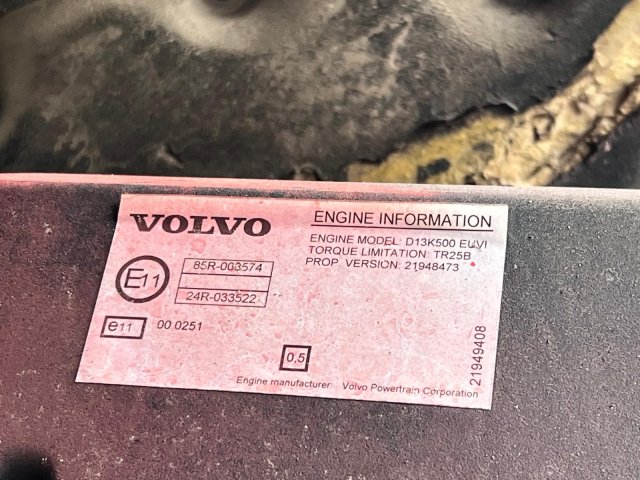 VOLVO
ENGINE INFORMATION
ENGINE MODEL: D13K500 EUVI
TORQUE LIMITATION: TR25B
PROP. VERSION: 21948473
E11
85R-003574
24R-033522
e11
00 0251
0,5
Engine manufacturer Volvo Powertrain Corporation
21949408